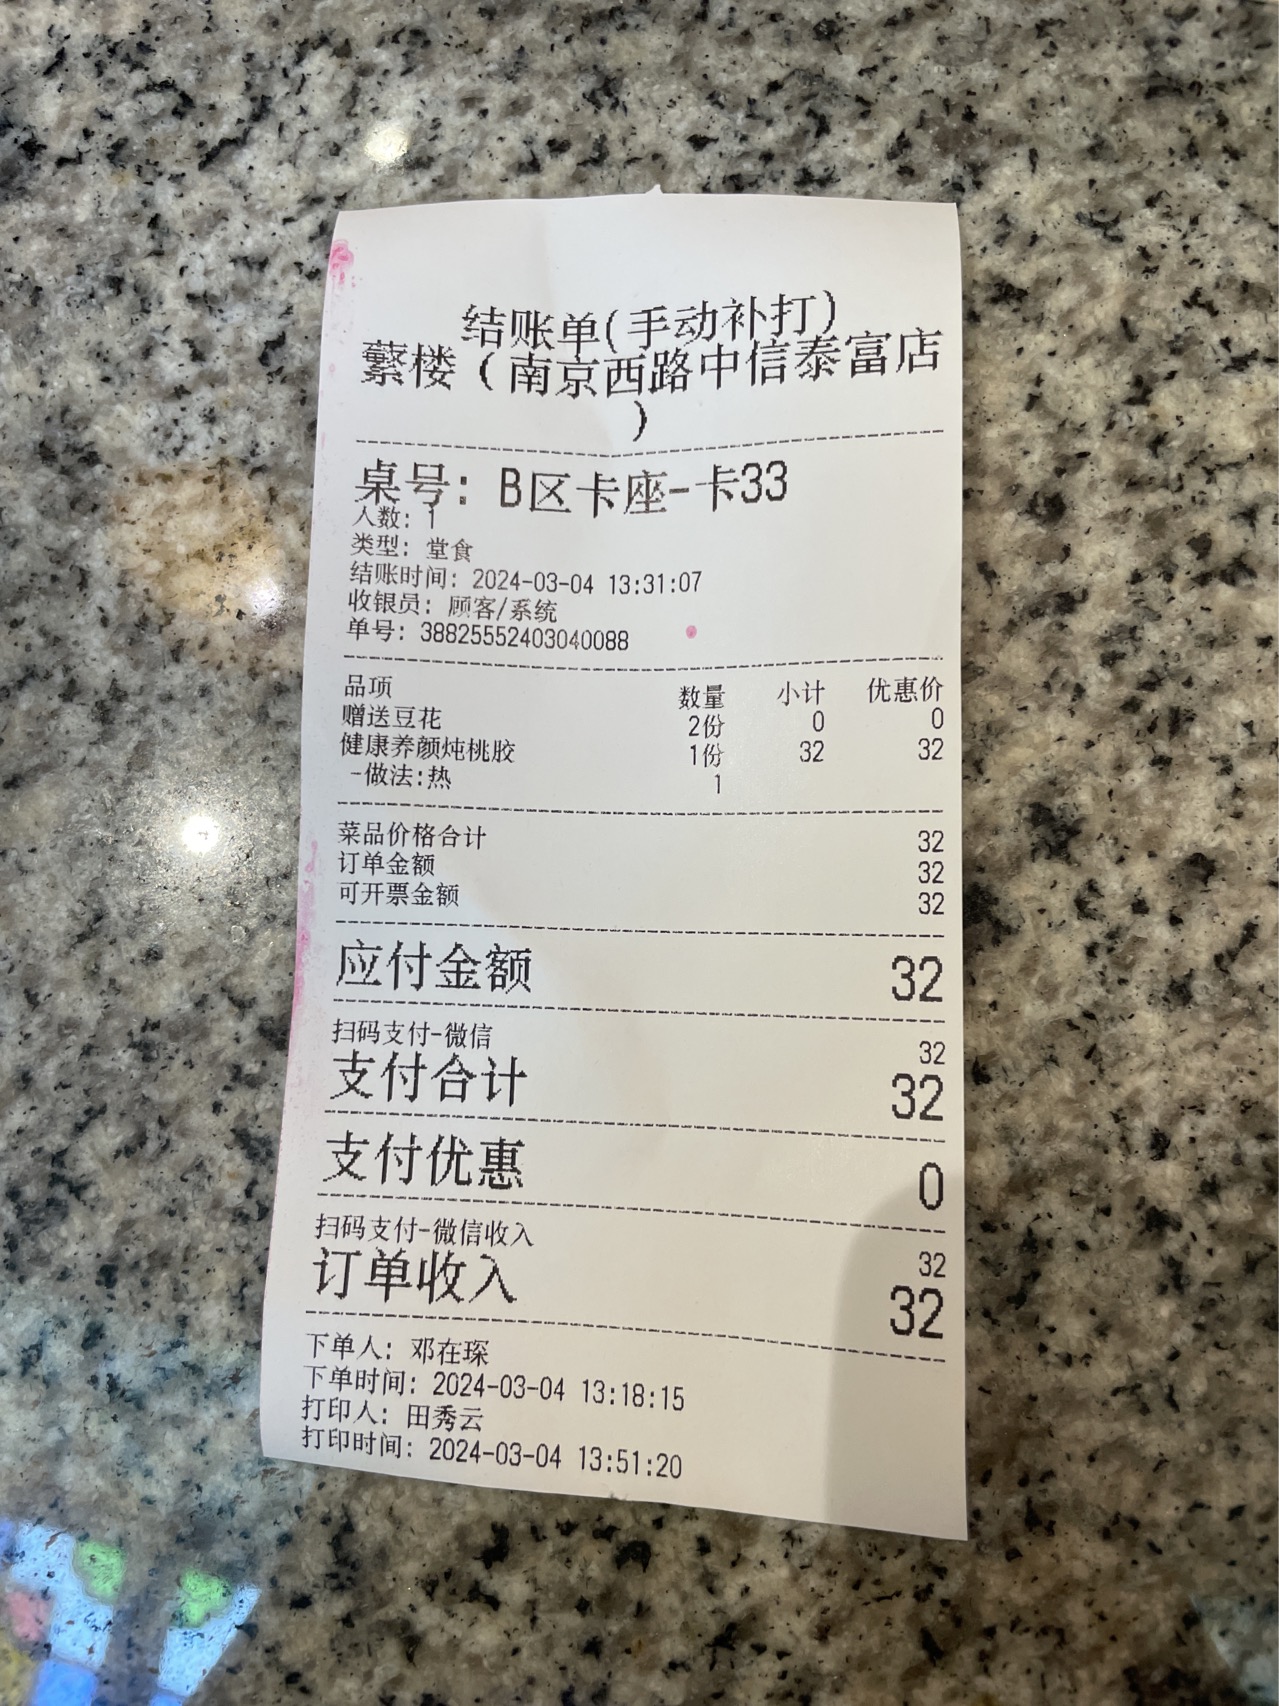 结账单(手动补打)
蘩楼（南京西路中信泰富店
）
桌号: B区卡座-卡33
人数: 1
类型: 堂食
结账时间: 2024-03-04 13:31:07
收银员: 顾客/系统
单号: 38825552403040088
品项 数量 小计 优惠价
赠送豆花 2份 0 0
健康养颜炖桃胶 1份 32 32
-做法:热 1
菜品价格合计 32
订单金额 32
可开票金额 32
应付金额 32
扫码支付-微信 32
支付合计 32
支付优惠 0
扫码支付-微信收入 32
订单收入 32
下单人: 邓在琛
下单时间: 2024-03-04 13:18:15
打印人: 田秀云
打印时间: 2024-03-04 13:51:20